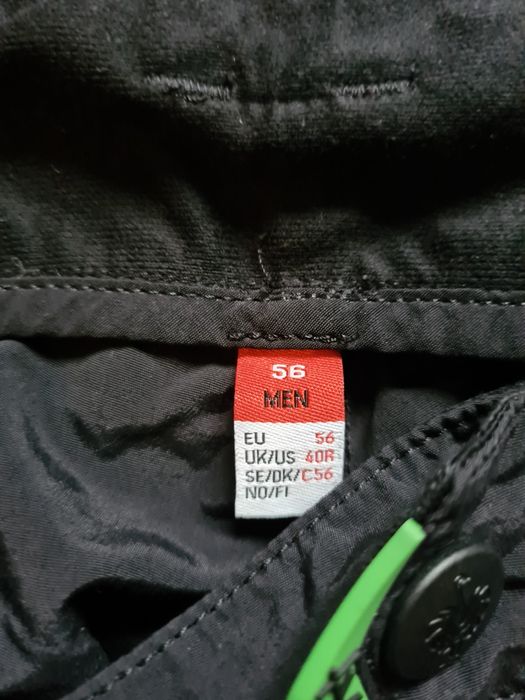 56
MEN
EU 56
UK/US 40R
SE/DK/C56
NO/FI